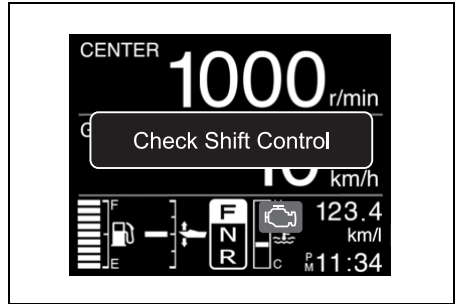 CENTER
1000 r/min
G
Check Shift Control
km/h
F
F
123.4
N
km/l
E
R
C
PM 11:34